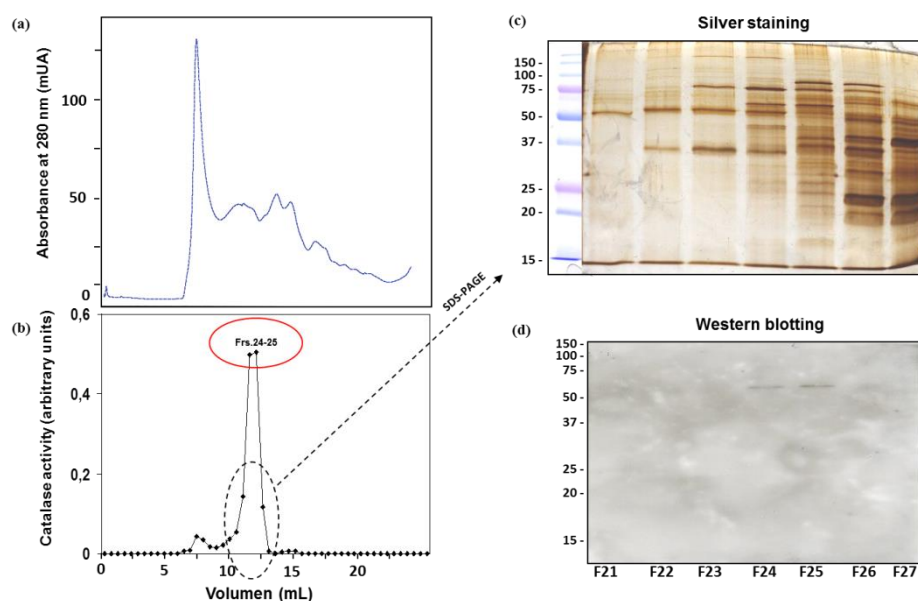 (a)
Absorbance at 280 nm (mUA)
100
50
0
(b)
Catalase activity (arbitrary units)
0,6
0,4
0,2
0
Frs.24-25
0
5
10
15
20
Volumen (mL)
SDS-PAGE
(c)
Silver staining
150 -
100 -
75 -
50 -
37 -
25 -
20 -
15 -
(d)
Western blotting
150 -
100 -
50 -
37 -
25 -
20 -
15 -
F21 F22 F23 F24 F25 F26 F27